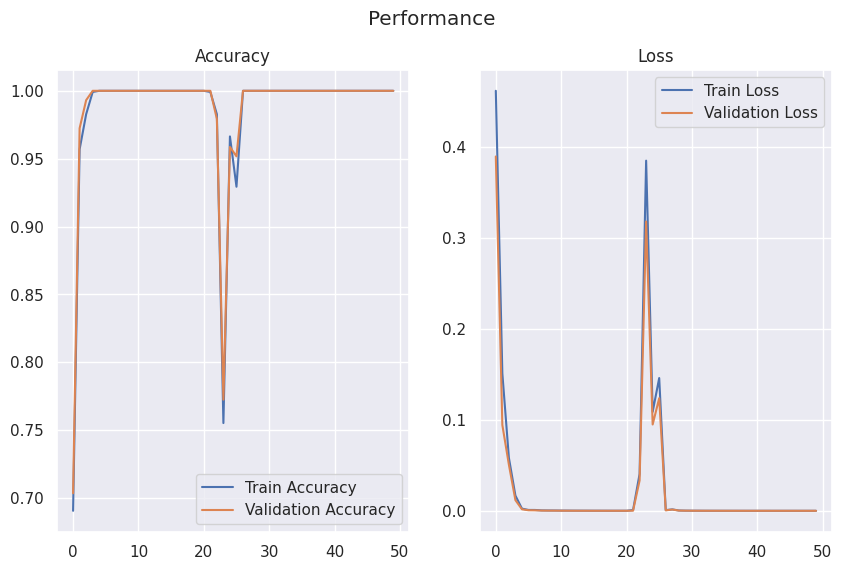 Performance
Accuracy
1.00
0.95
0.90
0.85
0.80
0.75
0.70
0 10 20 30 40 50
Train Accuracy
Validation Accuracy
Loss
0.4
0.3
0.2
0.1
0.0
0 10 20 30 40 50
Train Loss
Validation Loss